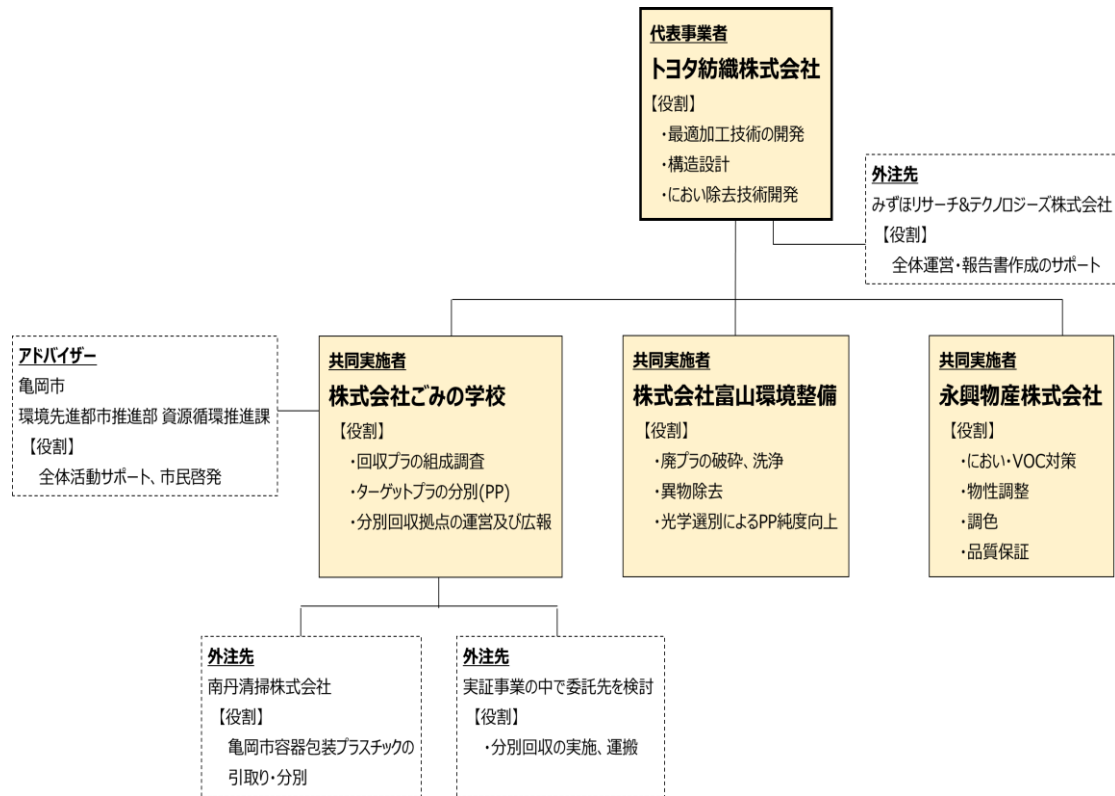 代表事業者
トヨタ紡織株式会社
【役割】
・最適加工技術の開発
・構造設計
・におい除去技術開発
外注先
みずほリサーチ&テクノロジーズ株式会社
【役割】
全体運営・報告書作成のサポート
アドバイザー
亀岡市
環境先進都市推進部 資源循環推進課
【役割】
全体活動サポート、市民啓発
共同実施者
株式会社ごみの学校
【役割】
・回収プラの組成調査
・ターゲットプラの分別(PP)
・分別回収拠点の運営及び広報
共同実施者
株式会社富山環境整備
【役割】
・廃プラの破砕、洗浄
・異物除去
・光学選別によるPP純度向上
共同実施者
永興物産株式会社
【役割】
・におい・VOC対策
・物性調整
・調色
・品質保証
外注先
南丹清掃株式会社
【役割】
亀岡市容器包装プラスチックの
引取り・分別
外注先
実証事業の中で委託先を検討
【役割】
・分別回収の実施、運搬